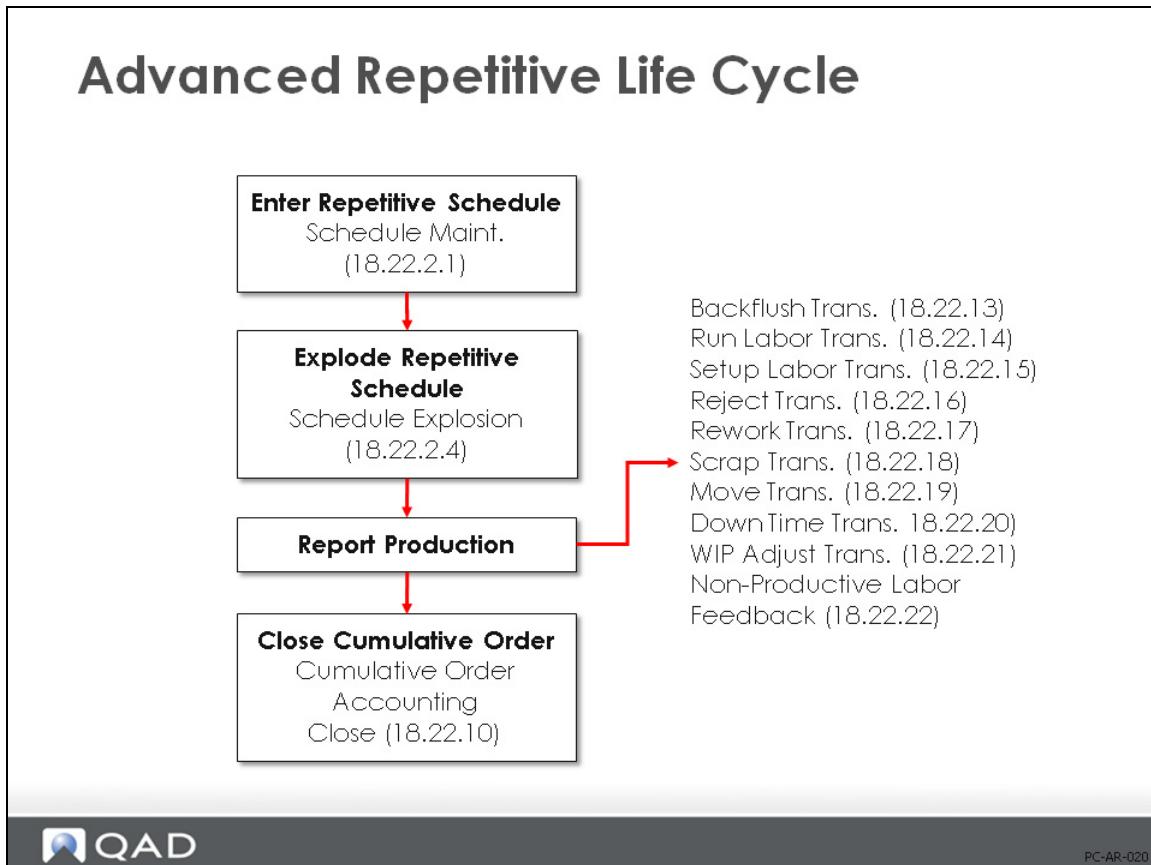 Advanced Repetitive Life Cycle
Enter Repetitive Schedule
Schedule Maint.
(18.22.2.1)
Explode Repetitive
Schedule
Schedule Explosion
(18.22.2.4)
Report Production
Close Cumulative Order
Cumulative Order
Accounting
Close (18.22.10)
Backflush Trans. (18.22.13)
Run Labor Trans. (18.22.14)
Setup Labor Trans. (18.22.15)
Reject Trans. (18.22.16)
Rework Trans. (18.22.17)
Scrap Trans. (18.22.18)
Move Trans. (18.22.19)
Down Time Trans. 18.22.20)
WIP Adjust Trans. (18.22.21)
Non-Productive Labor
Feedback (18.22.22)
QAD
PC-AR-020